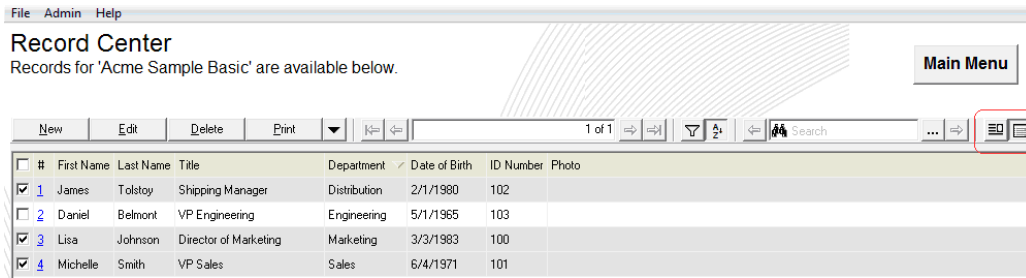 File Admin Help
Record Center
Records for 'Acme Sample Basic' are available below.
Main Menu
New Edit Delete Print 1 of 1 A Z Search ...
# First Name Last Name Title Department Date of Birth ID Number Photo
1 James Tolstoy Shipping Manager Distribution 2/1/1980 102
2 Daniel Belmont VP Engineering Engineering 5/1/1965 103
3 Lisa Johnson Director of Marketing Marketing 3/3/1983 100
4 Michelle Smith VP Sales Sales 6/4/1971 101